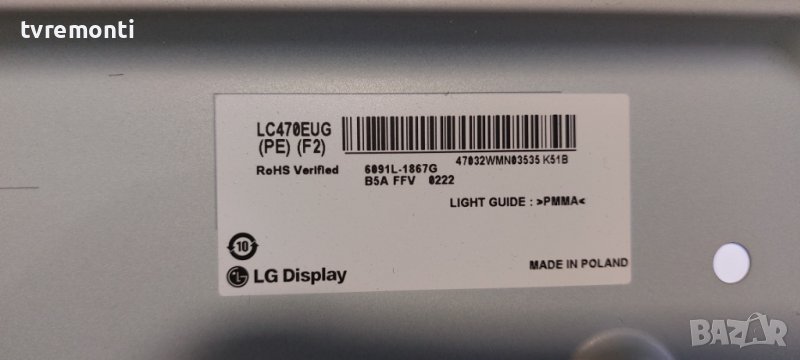 tvremonti
LC470EUG
(PE) (F2)
47032WMN03535 K51B
RoHS Verified
6091L-1867G
B5A FFV 0222
LIGHT GUIDE : >PMMA<
10
LG Display
MADE IN POLAND
BAZAR